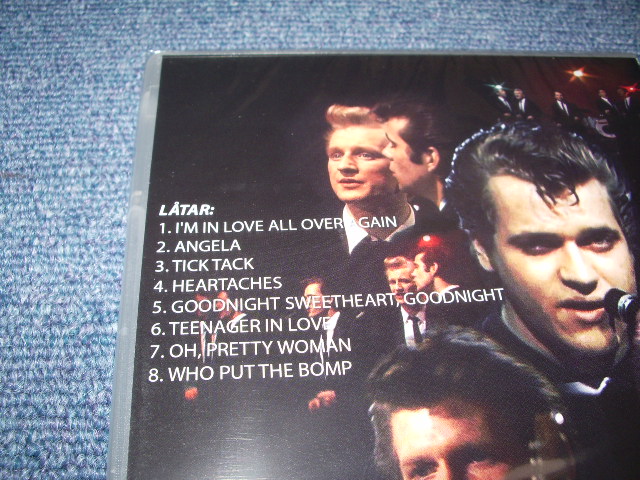 LÅTAR:
1. I'M IN LOVE ALL OVER AGAIN
2. ANGELA
3. TICK TACK
4. HEARTACHES
5. GOODNIGHT SWEETHEART, GOODNIGHT
6. TEENAGER IN LOVE
7. OH, PRETTY WOMAN
8. WHO PUT THE BOMP